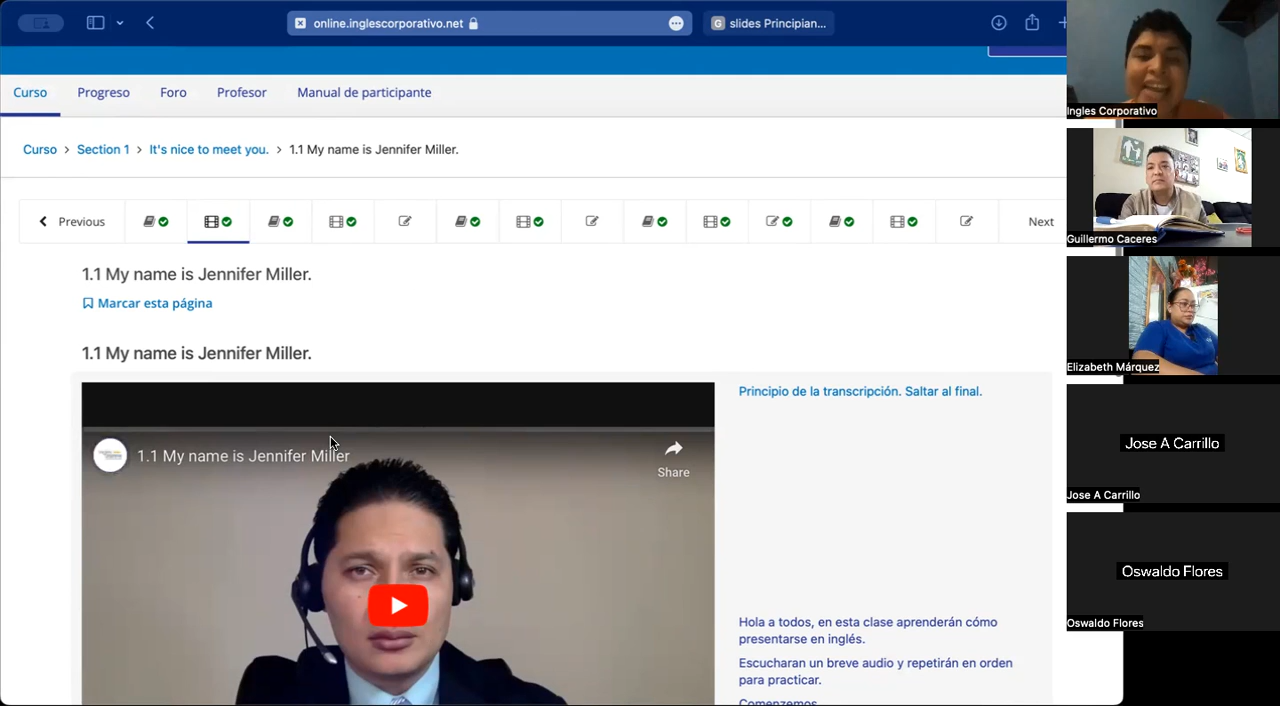 online.inglescorporativo.net
G slides Principian...
Curso Progreso Foro Profesor Manual de participante
Curso > Section 1 > It's nice to meet you. > 1.1 My name is Jennifer Miller.
Previous
Next
1.1 My name is Jennifer Miller.
Marcar esta página
1.1 My name is Jennifer Miller.
1.1 My name is Jennifer Miller
Share
Principio de la transcripción. Saltar al final.
Hola a todos, en esta clase aprenderán cómo
presentarse en inglés.
Escucharan un breve audio y repetirán en orden
para practicar.
Comenzemos
Ingles Corporativo
Guillermo Caceres
Elizabeth Márquez
Jose A Carrillo
Jose A Carrillo
Oswaldo Flores
Oswaldo Flores